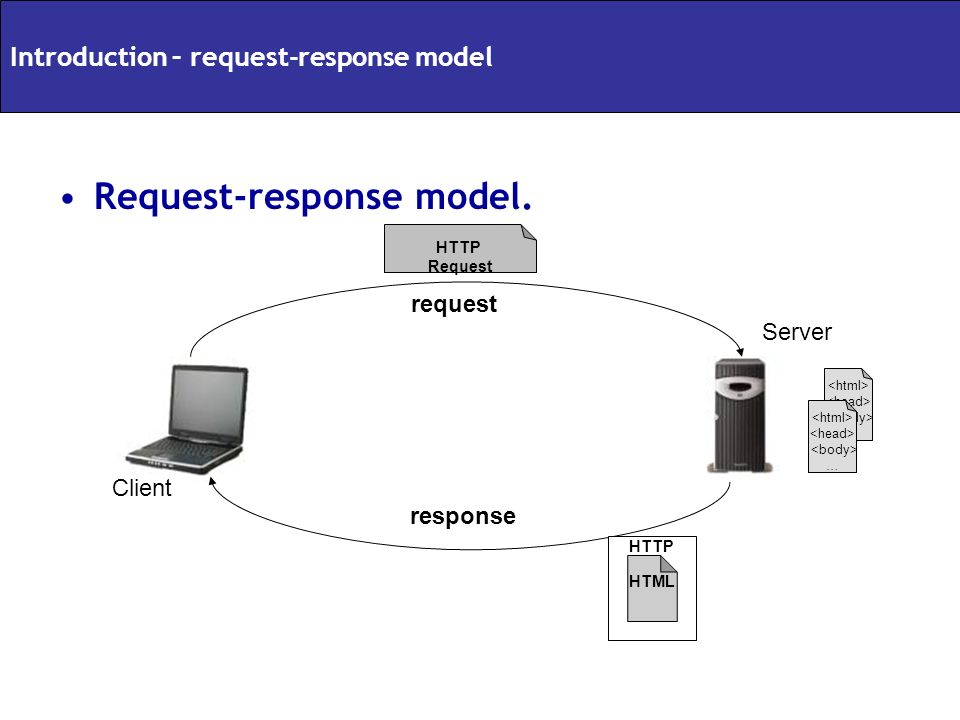 Introduction – request-response model
• Request-response model.
HTTP
Request
request
Server
<html>
<head>
<html>
<head>
<body>
…
Client
response
HTTP
HTML